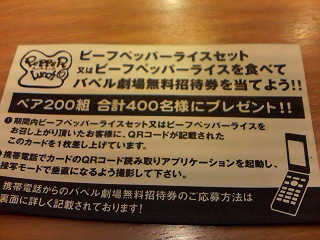 PePPeR
Lunch
ビーフペッパーライスセット
又はビーフペッパーライスを食べて
バベル劇場無料招待券を当てよう!!
ペア200組 合計400名様にプレゼント!!
❶期間内ビーフペッパーライスセット又はビーフペッパーライスを
お召し上がり頂いたお客様に、QRコードが記載された
このカードを1枚差し上げています。
❷携帯電話でカードのQRコード読み取りアプリケーションを起動し、
接写モードで垂直になるよう撮影して下さい。
携帯電話からのバベル劇場無料招待券のご応募方法は
裏面に詳しく記載されております!